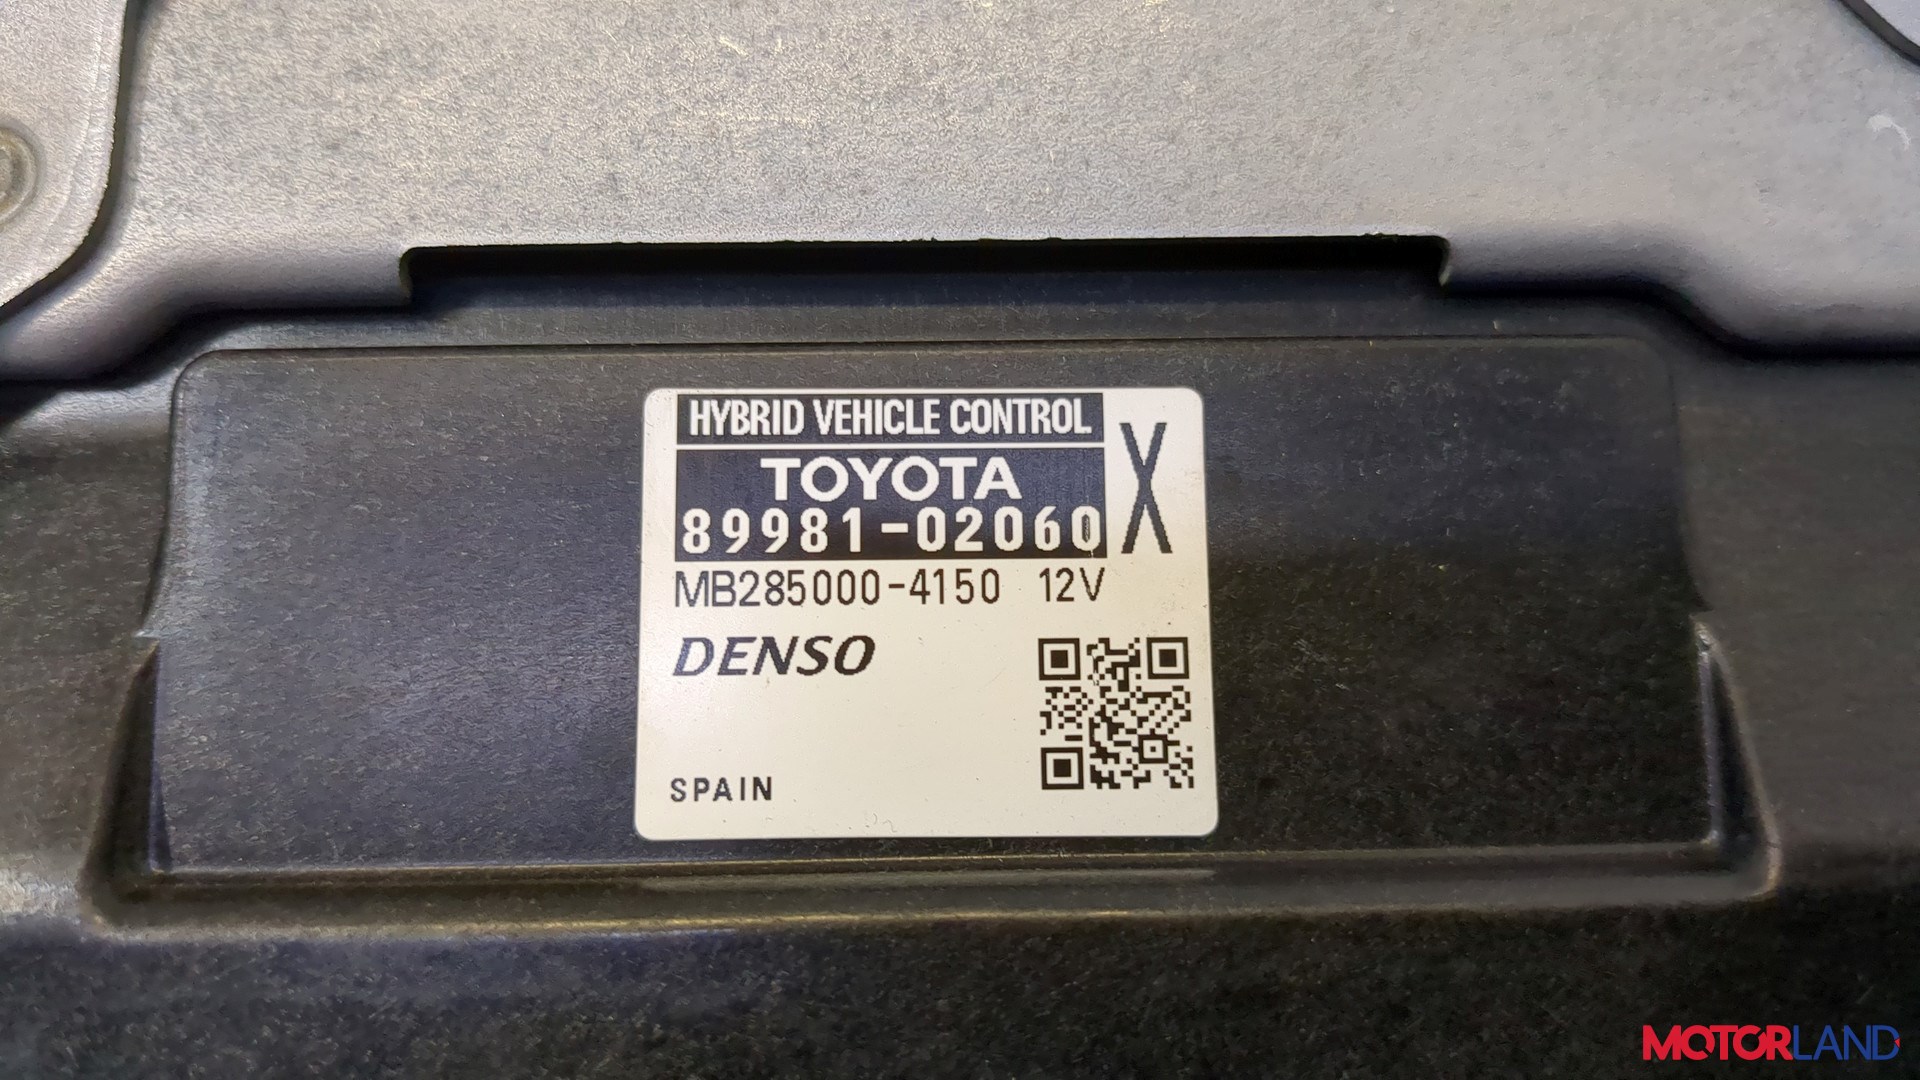 HYBRID VEHICLE CONTROL
TOYOTA
X
89981-02060
MB285000-4150 12V
DENSO
SPAIN
MOTORLAND